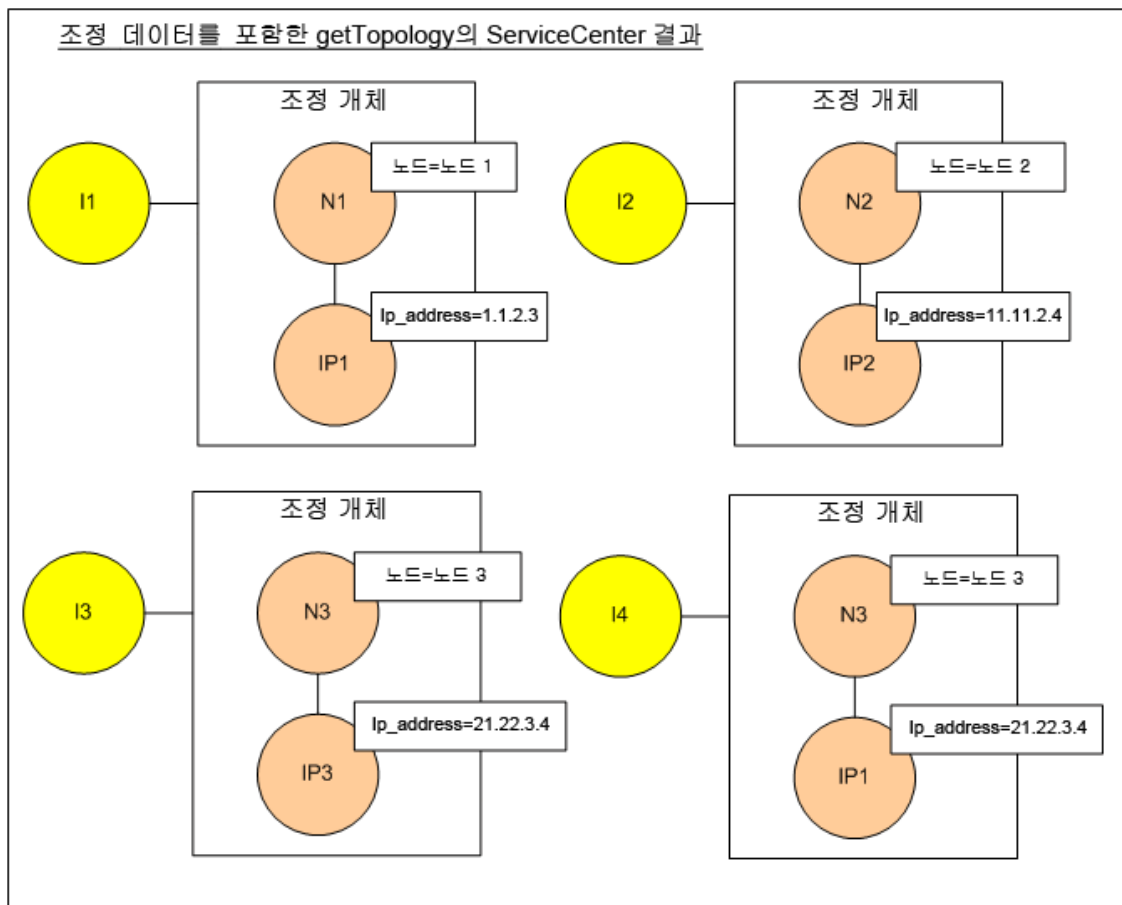 조정 데이터를 포함한 getTopology의 ServiceCenter 결과
조정 개체
노드=노드 1
I1
N1
Ip_address=1.1.2.3
IP1
조정 개체
노드=노드 2
I2
N2
Ip_address=11.11.2.4
IP2
조정 개체
노드=노드 3
I3
N3
Ip_address=21.22.3.4
IP3
조정 개체
노드=노드 3
I4
N3
Ip_address=21.22.3.4
IP1